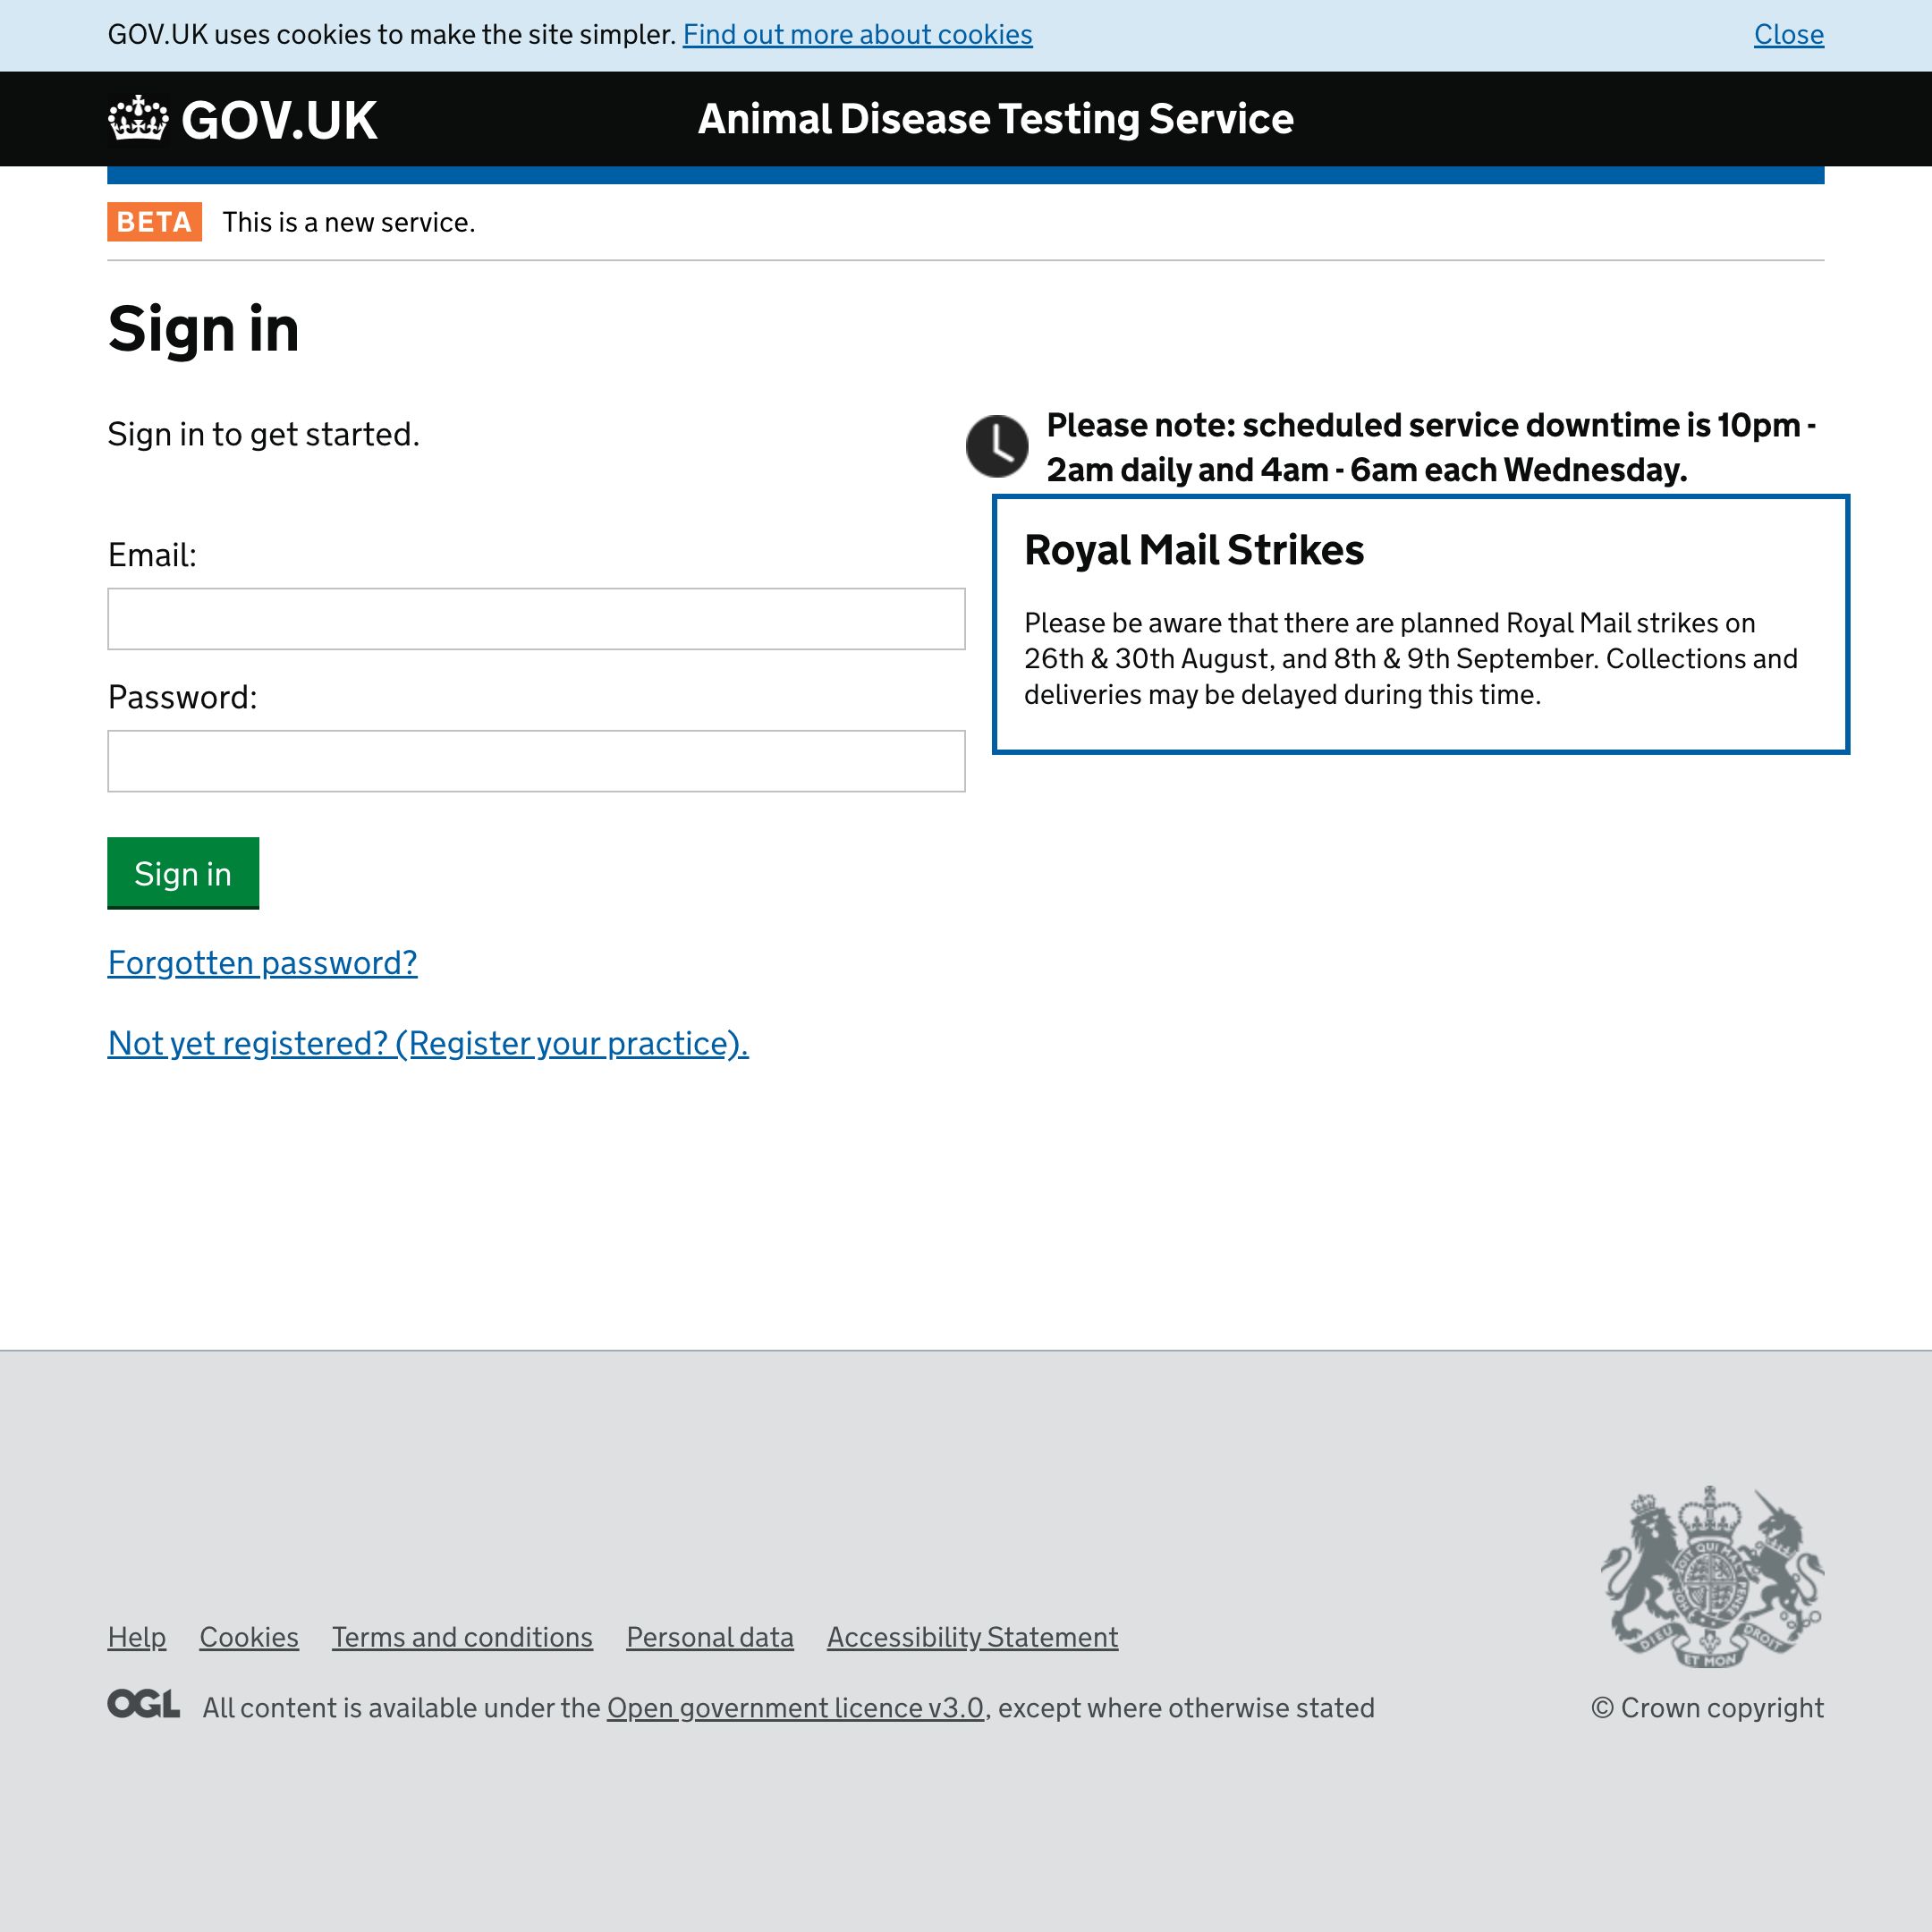 GOV.UK uses cookies to make the site simpler. Find out more about cookies
Close
GOV.UK
Animal Disease Testing Service
BETA This is a new service.
Sign in
Sign in to get started.
Please note: scheduled service downtime is 10pm -
2am daily and 4am - 6am each Wednesday.
Royal Mail Strikes
Please be aware that there are planned Royal Mail strikes on
26th & 30th August, and 8th & 9th September. Collections and
deliveries may be delayed during this time.
Email:
Password:
Sign in
Forgotten password?
Not yet registered? (Register your practice).
DIEU ET MON DROIT
Help Cookies Terms and conditions Personal data Accessibility Statement
OGL All content is available under the Open government licence v3.0, except where otherwise stated
© Crown copyright